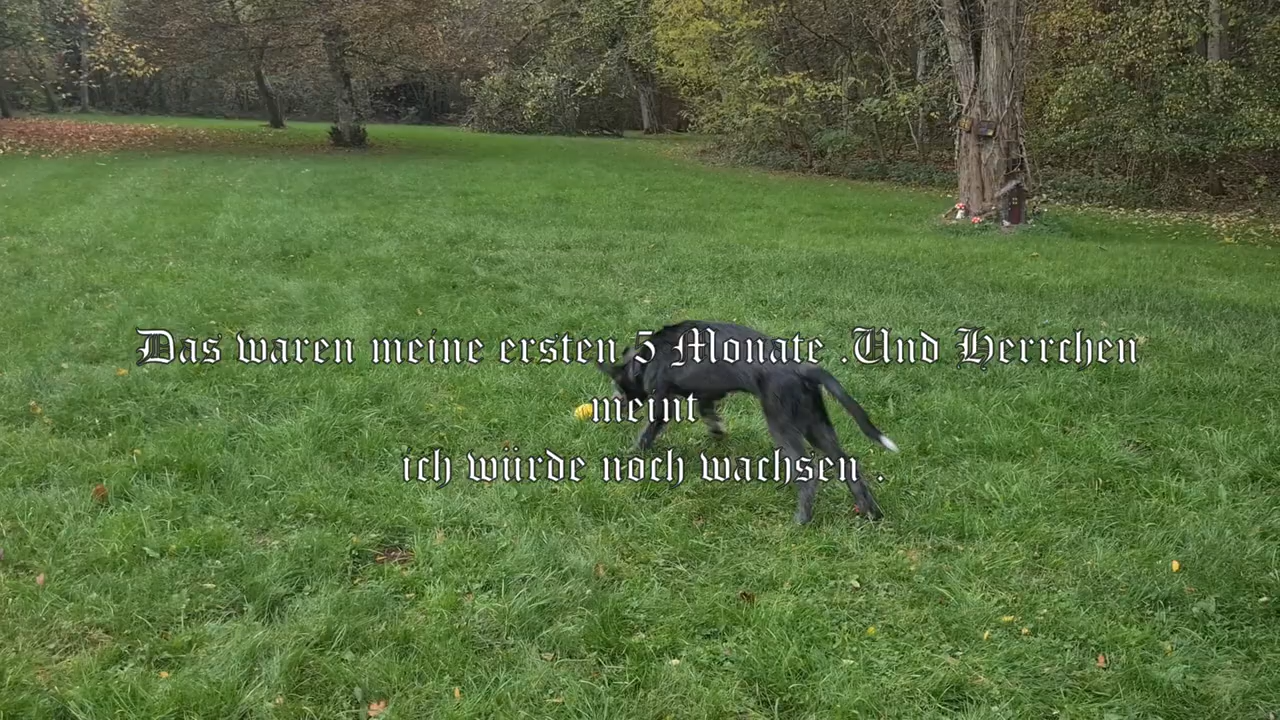 Das waren meine ersten 5 Monate .Und Herrchen
meint
ich würde noch wachsen .